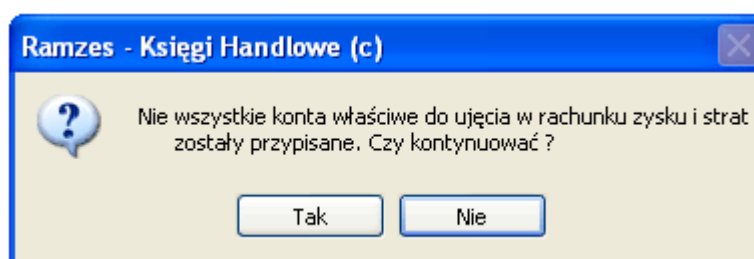 Ramzes - Księgi Handlowe (c)
Nie wszystkie konta właściwe do ujęcia w rachunku zysku i strat
zostały przypisane. Czy kontynuować ?
Tak Nie